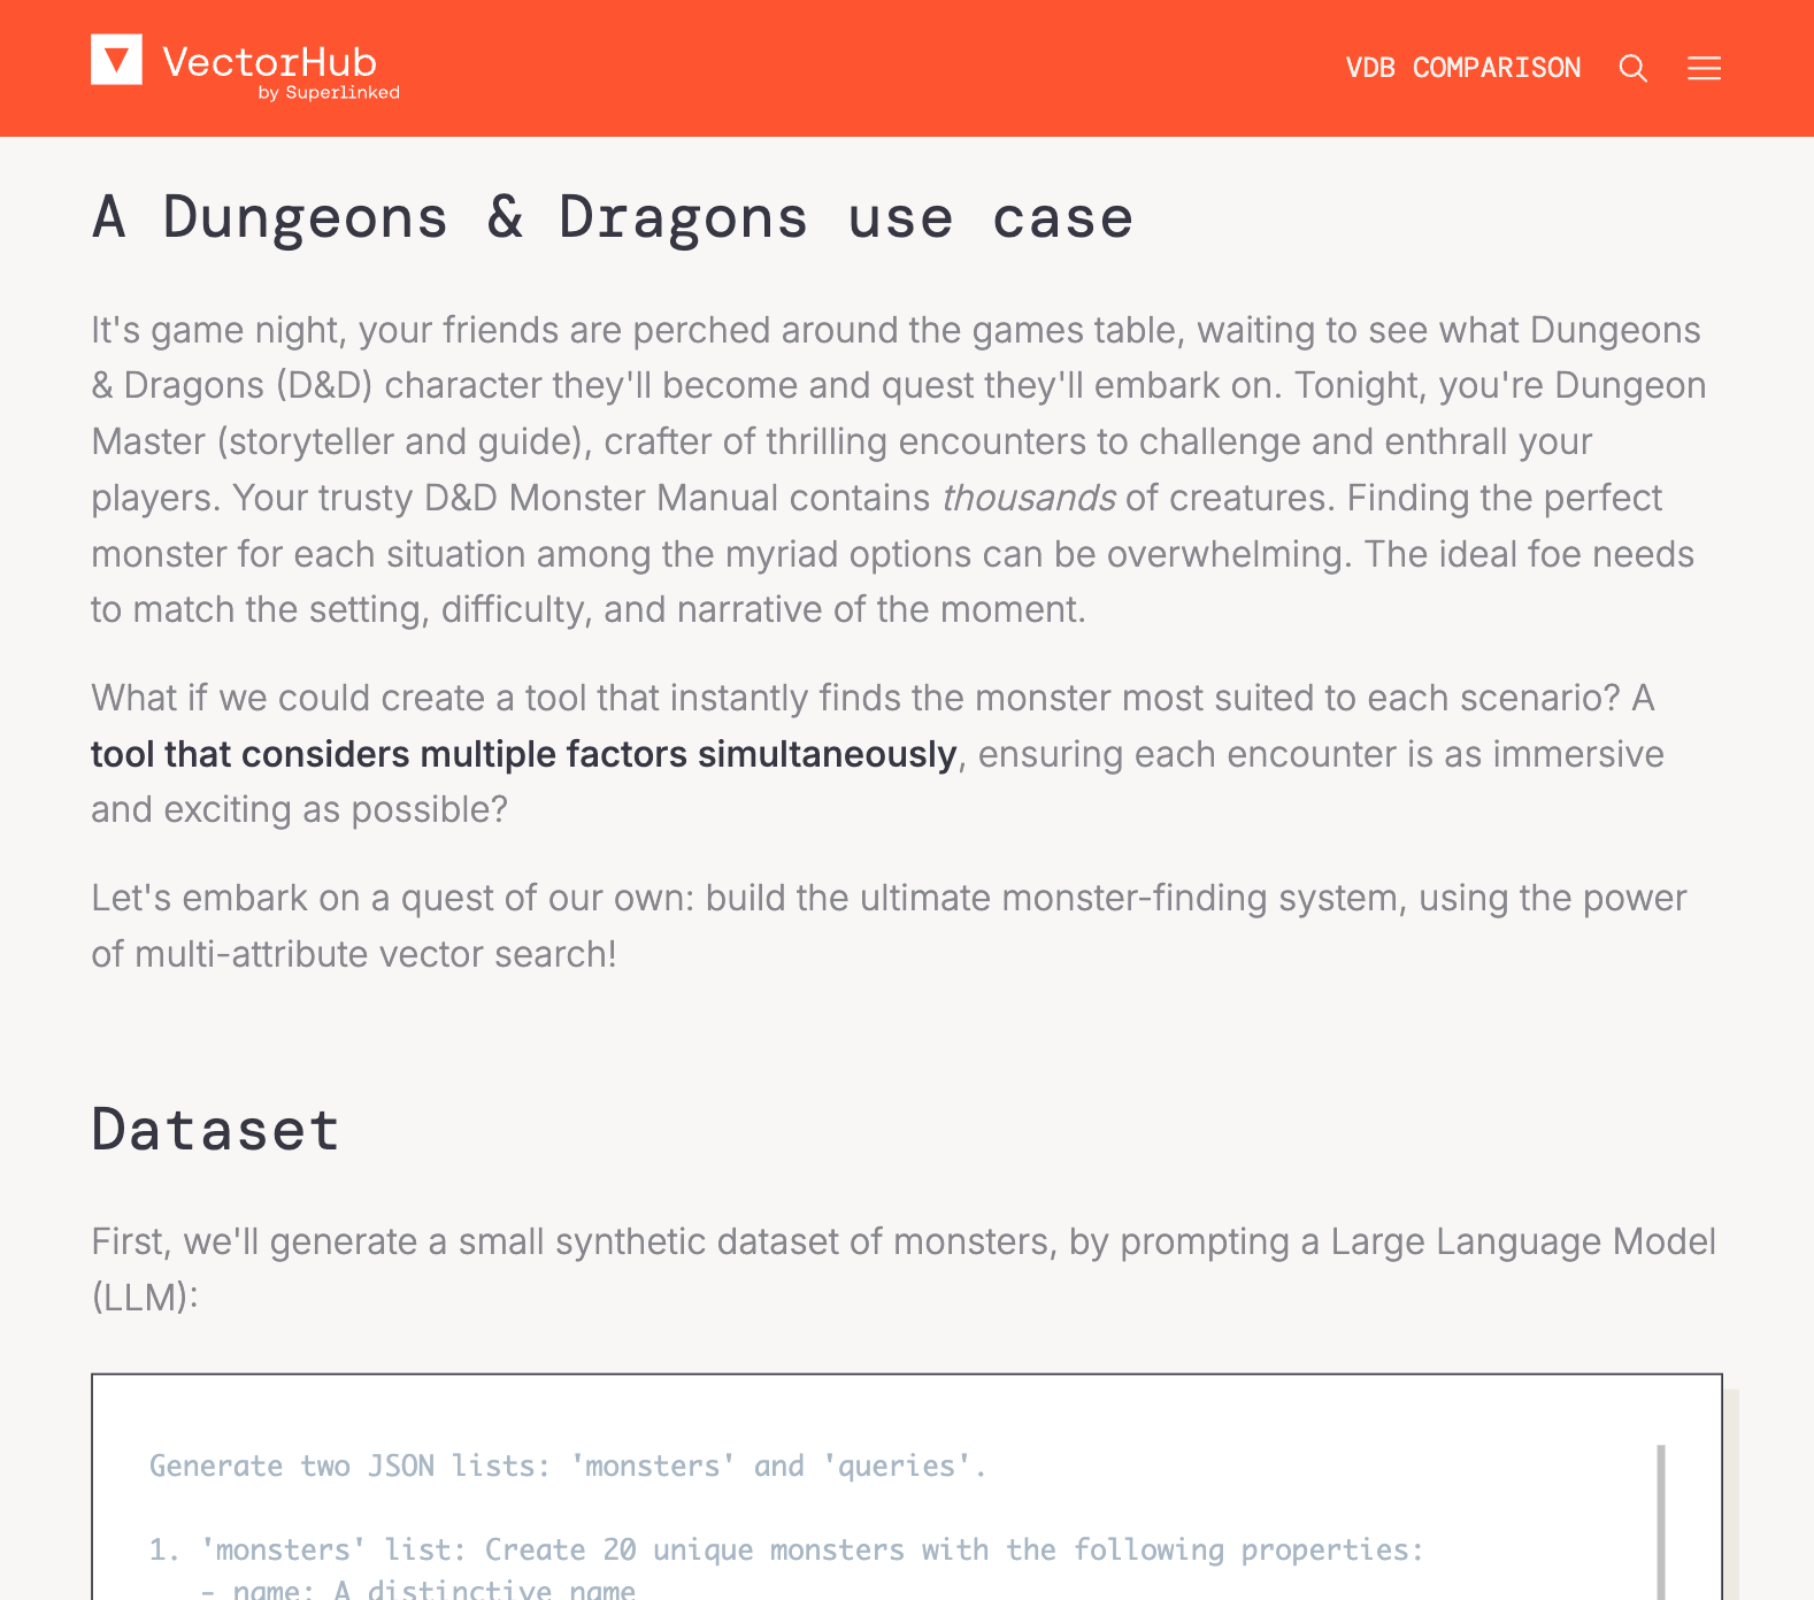 VectorHub
by Superlinked
VDB COMPARISON
A Dungeons & Dragons use case
It's game night, your friends are perched around the games table, waiting to see what Dungeons
& Dragons (D&D) character they'll become and quest they'll embark on. Tonight, you're Dungeon
Master (storyteller and guide), crafter of thrilling encounters to challenge and enthrall your
players. Your trusty D&D Monster Manual contains thousands of creatures. Finding the perfect
monster for each situation among the myriad options can be overwhelming. The ideal foe needs
to match the setting, difficulty, and narrative of the moment.
What if we could create a tool that instantly finds the monster most suited to each scenario? A
tool that considers multiple factors simultaneously, ensuring each encounter is as immersive
and exciting as possible?
Let's embark on a quest of our own: build the ultimate monster-finding system, using the power
of multi-attribute vector search!
Dataset
First, we'll generate a small synthetic dataset of monsters, by prompting a Large Language Model
(LLM):
Generate two JSON lists: 'monsters' and 'queries'.
1. 'monsters' list: Create 20 unique monsters with the following properties:
- name: A distinctive name